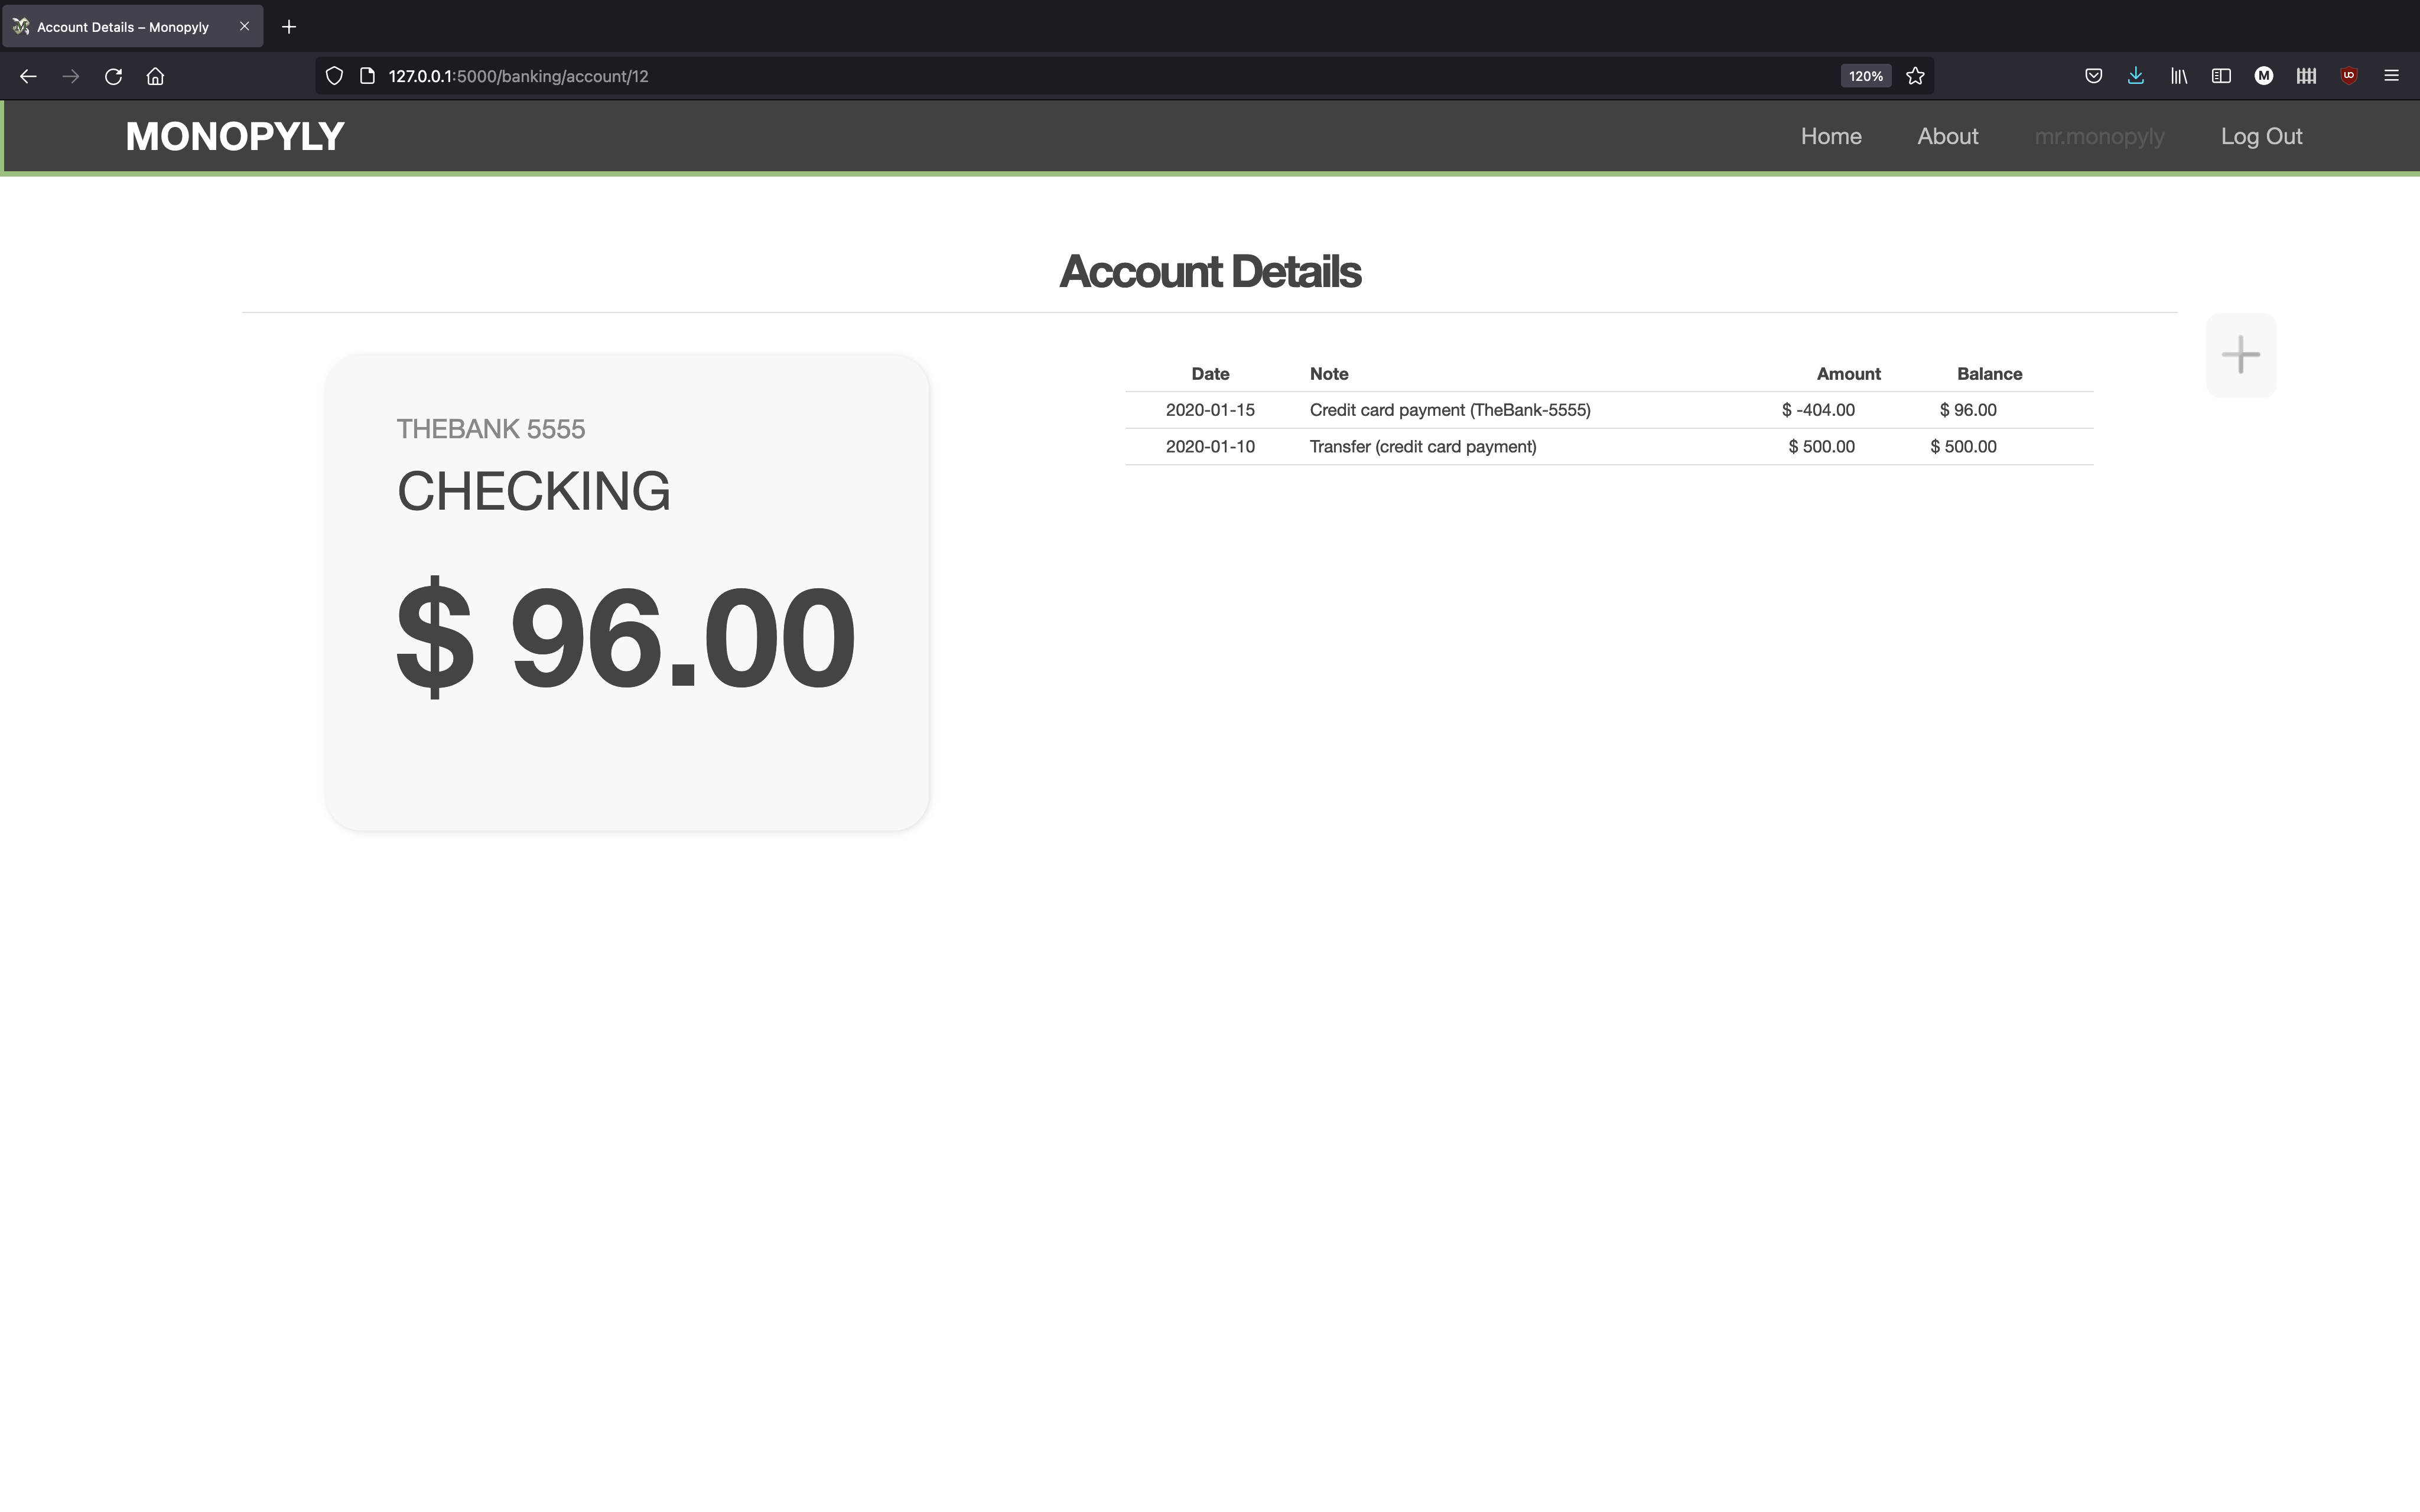 Account Details – Monopyly
127.0.0.1:5000/banking/account/12
120%
MONOPYLY
Home About mr.monopyly Log Out
Account Details
THEBANK 5555
CHECKING
$ 96.00
Date Note Amount Balance
2020-01-15 Credit card payment (TheBank-5555) $ -404.00 $ 96.00
2020-01-10 Transfer (credit card payment) $ 500.00 $ 500.00